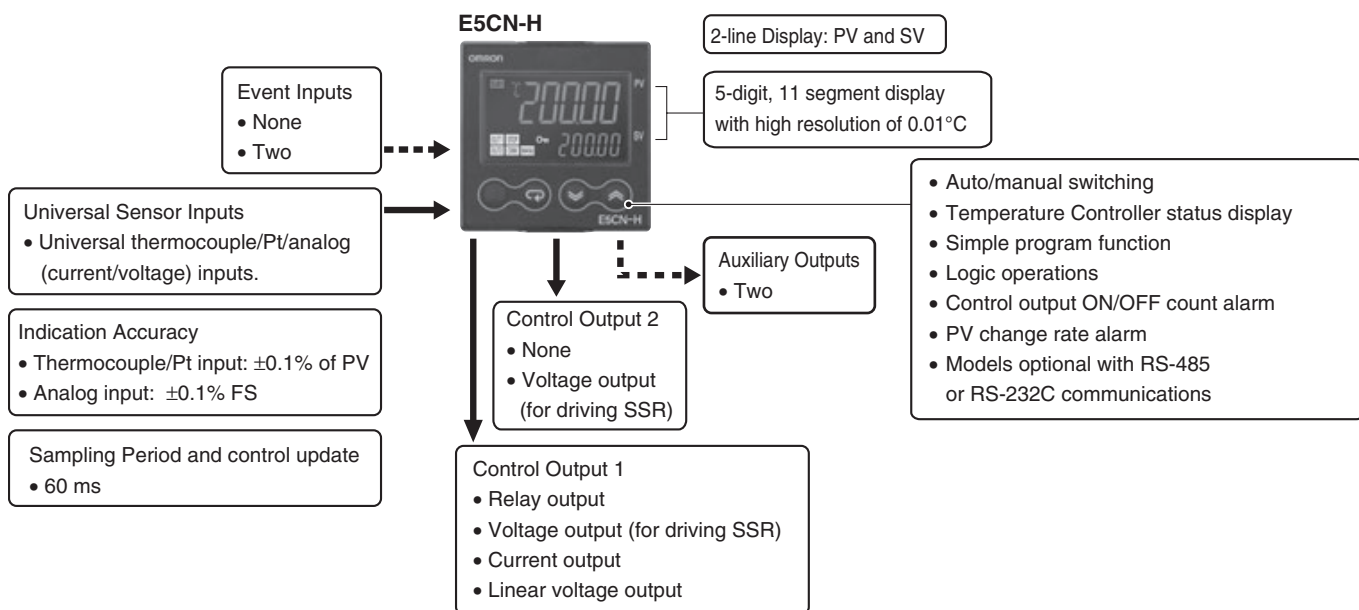 E5CN-H
2-line Display: PV and SV
omron
PV
°C
200.00
SV
200.00
E5CN-H
5-digit, 11 segment display
with high resolution of 0.01°C
Event Inputs
• None
• Two
Universal Sensor Inputs
• Universal thermocouple/Pt/analog
(current/voltage) inputs.
Indication Accuracy
• Thermocouple/Pt input: ±0.1% of PV
• Analog input: ±0.1% FS
Sampling Period and control update
• 60 ms
Control Output 2
• None
• Voltage output
(for driving SSR)
Auxiliary Outputs
• Two
• Auto/manual switching
• Temperature Controller status display
• Simple program function
• Logic operations
• Control output ON/OFF count alarm
• PV change rate alarm
• Models optional with RS-485
or RS-232C communications
Control Output 1
• Relay output
• Voltage output (for driving SSR)
• Current output
• Linear voltage output